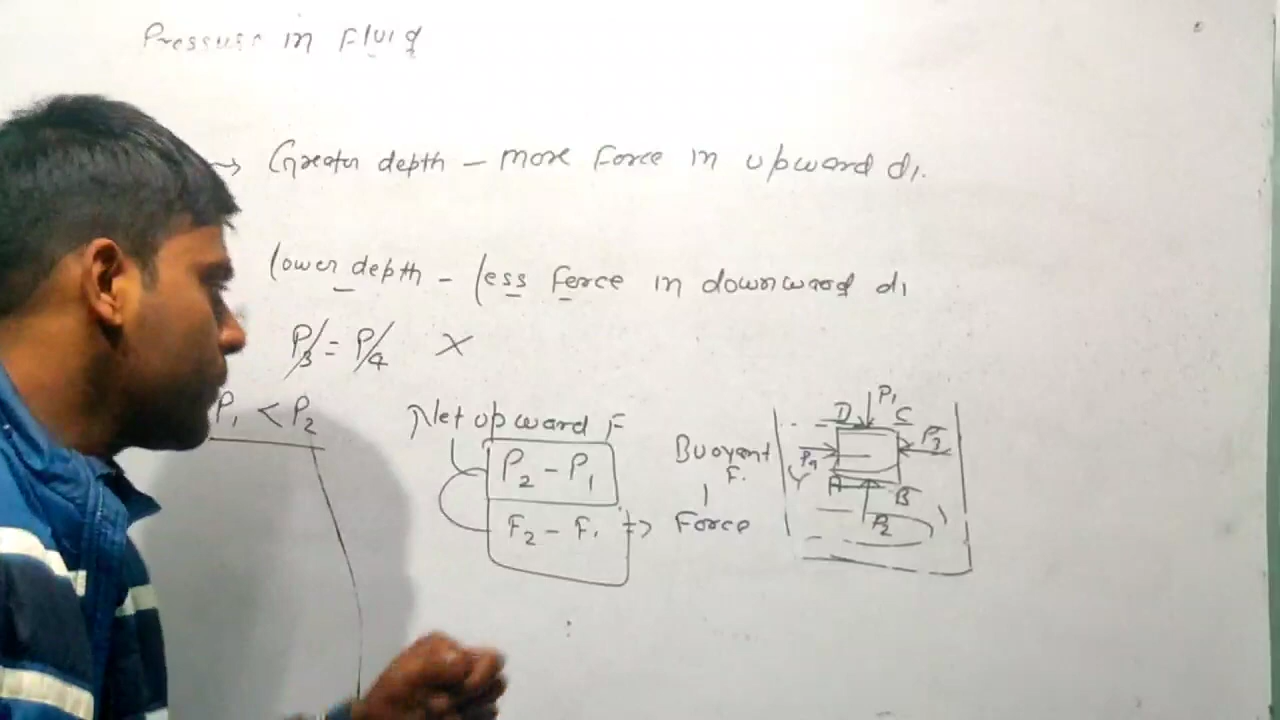 Pressure in Fluid
→ Greater depth - more Force in upward di.
lower depth - less Force in downward di
P3 = P4 ×
P1 < P2
Net upward F
P2 - P1
F2 - F1 →
Buoyant
F.
Force
D P1 C
P4 P3
A B
P2